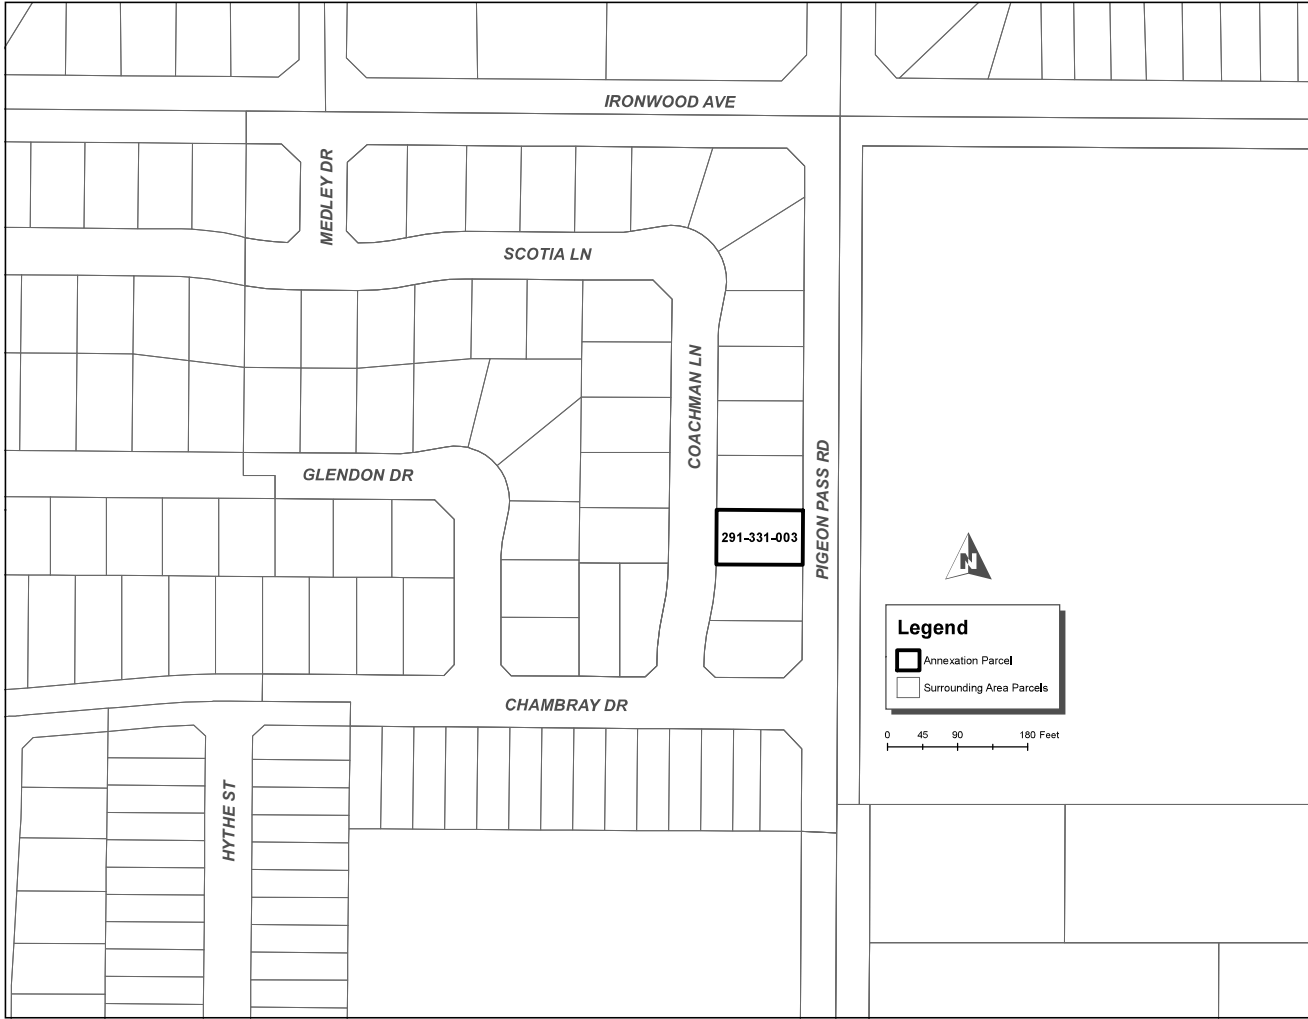 IRONWOOD AVE
MEDLEY DR
SCOTIA LN
COACHMAN LN
PIGEON PASS RD
GLENDON DR
291-331-003
N
Legend
Annexation Parcel
Surrounding Area Parcels
CHAMBRAY DR
0 45 90 180 Feet
HYTHE ST